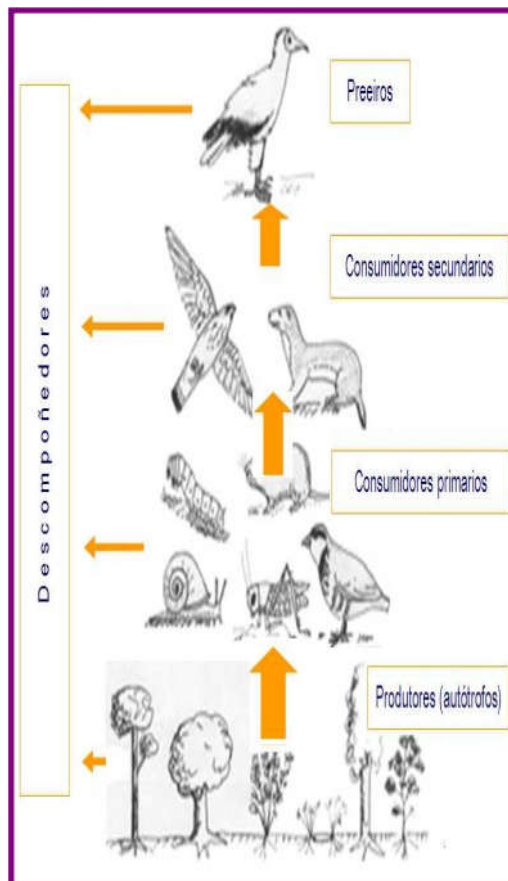 Preeiros
Consumidores secundarios
Consumidores primarios
Produtores (autótrofos)
Descompoñedores